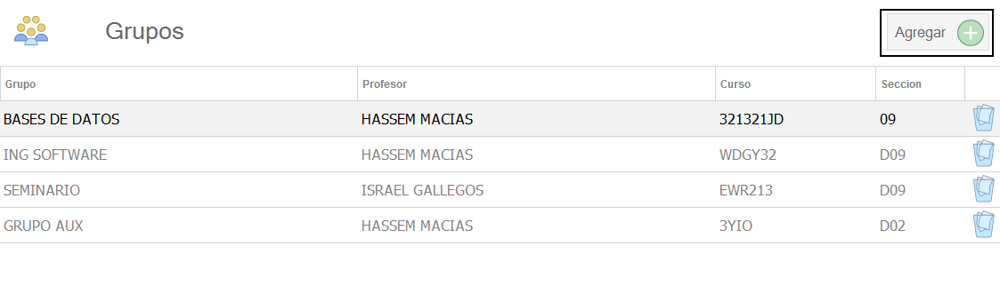 Grupos
Agregar
Grupo Profesor Curso Seccion
BASES DE DATOS HASSEM MACIAS 321321JD 09
ING SOFTWARE HASSEM MACIAS WDGY32 D09
SEMINARIO ISRAEL GALLEGOS EWR213 D09
GRUPO AUX HASSEM MACIAS 3YIO D02